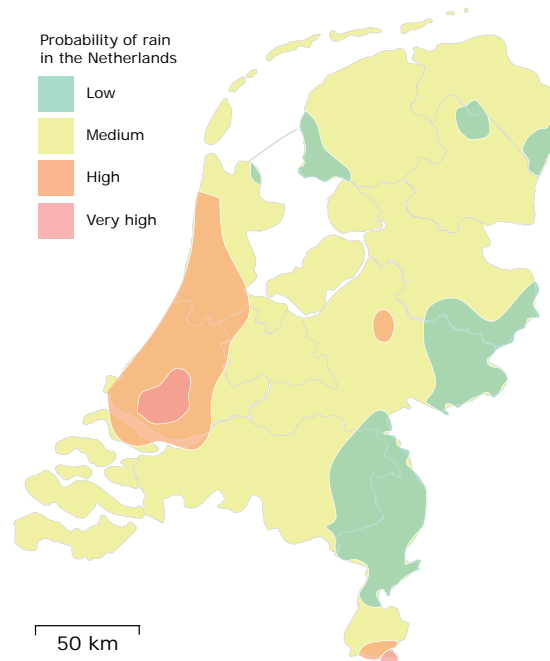 Probability of rain
in the Netherlands
Low
Medium
High
Very high
50 km